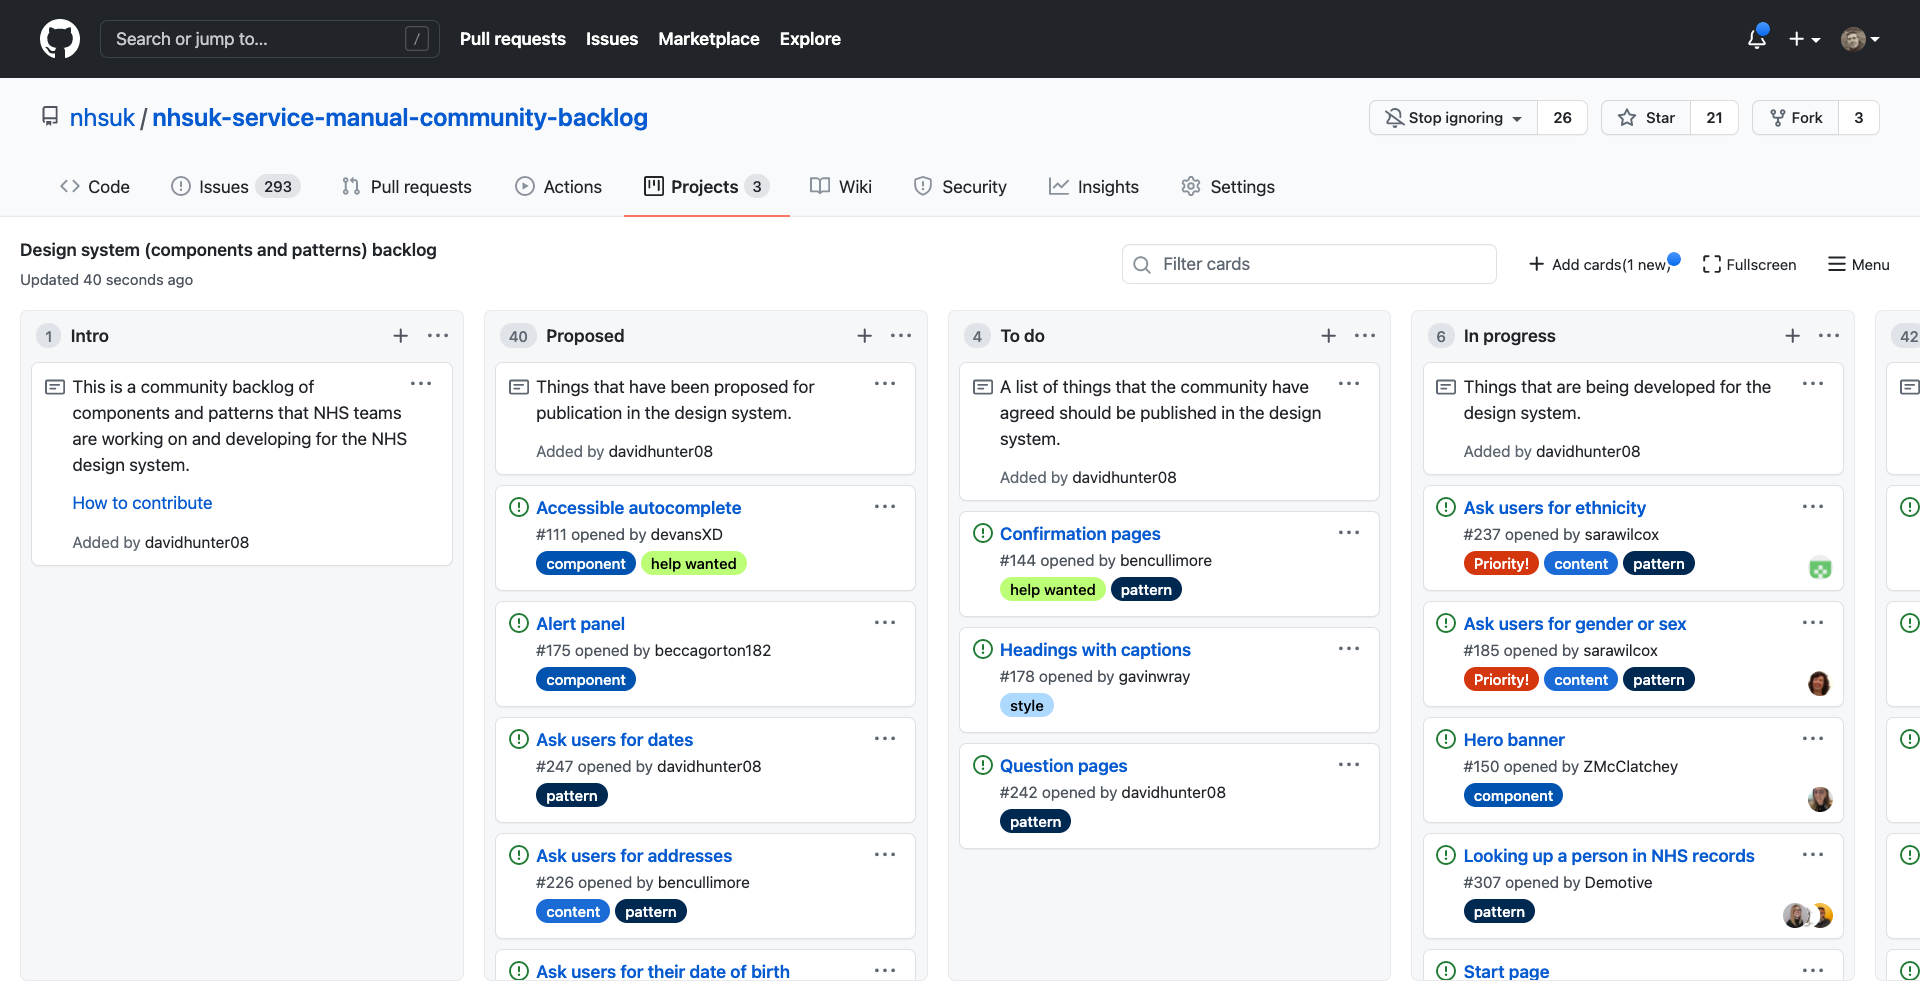 Search or jump to...
/
Pull requests
Issues
Marketplace
Explore
nhsuk / nhsuk-service-manual-community-backlog
Stop ignoring
26
Star
21
Fork
3
Code
Issues 293
Pull requests
Actions
Projects 3
Wiki
Security
Insights
Settings
Design system (components and patterns) backlog
Updated 40 seconds ago
Filter cards
Add cards(1 new)
Fullscreen
Menu
1 Intro
This is a community backlog of
components and patterns that NHS teams
are working on and developing for the NHS
design system.
How to contribute
Added by davidhunter08
40 Proposed
Things that have been proposed for
publication in the design system.
Added by davidhunter08
Accessible autocomplete
#111 opened by devansXD
component help wanted
Alert panel
#175 opened by beccagorton182
component
Ask users for dates
#247 opened by davidhunter08
pattern
Ask users for addresses
#226 opened by bencullimore
content pattern
Ask users for their date of birth
4 To do
A list of things that the community have
agreed should be published in the design
system.
Added by davidhunter08
Confirmation pages
#144 opened by bencullimore
help wanted pattern
Headings with captions
#178 opened by gavinwray
style
Question pages
#242 opened by davidhunter08
pattern
6 In progress
Things that are being developed for the
design system.
Added by davidhunter08
Ask users for ethnicity
#237 opened by sarawilcox
Priority! content pattern
Ask users for gender or sex
#185 opened by sarawilcox
Priority! content pattern
Hero banner
#150 opened by ZMcClatchey
component
Looking up a person in NHS records
#307 opened by Demotive
pattern
Start page
42